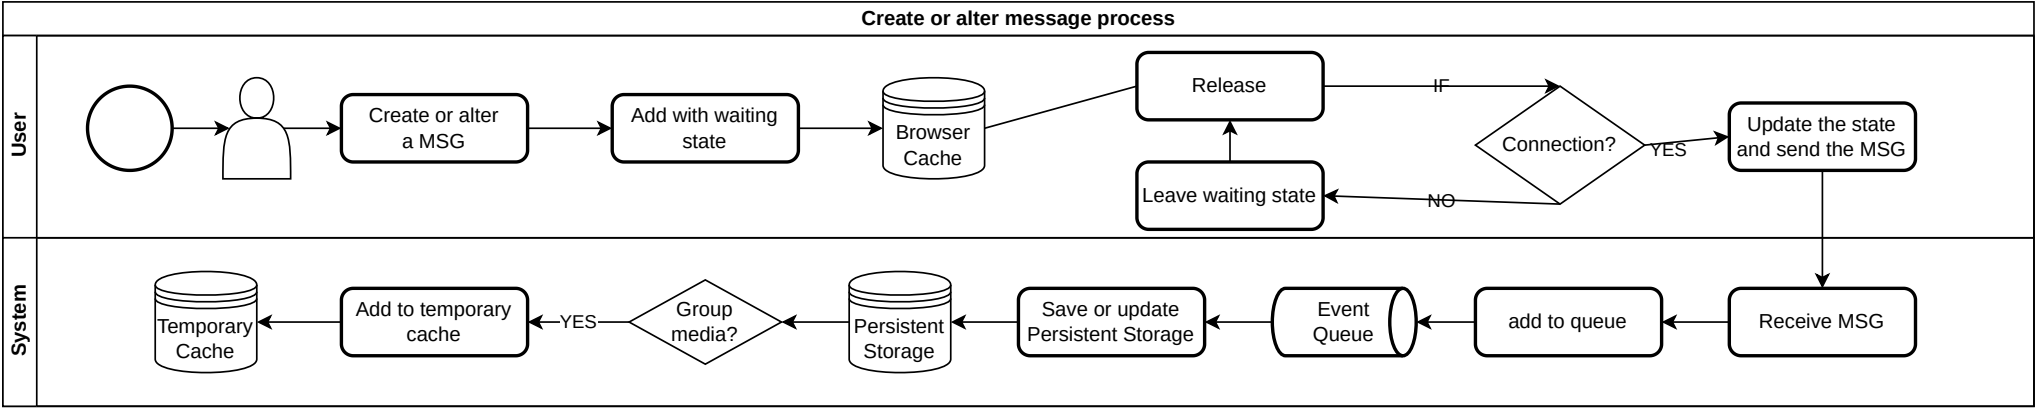 Create or alter message process
User
Create or alter
a MSG
Add with waiting
state
Browser
Cache
Release
IF
Connection?
YES
Update the state
and send the MSG
Leave waiting state
NO
System
Temporary
Cache
Add to temporary
cache
YES
Group
media?
Persistent
Storage
Save or update
Persistent Storage
Event
Queue
add to queue
Receive MSG